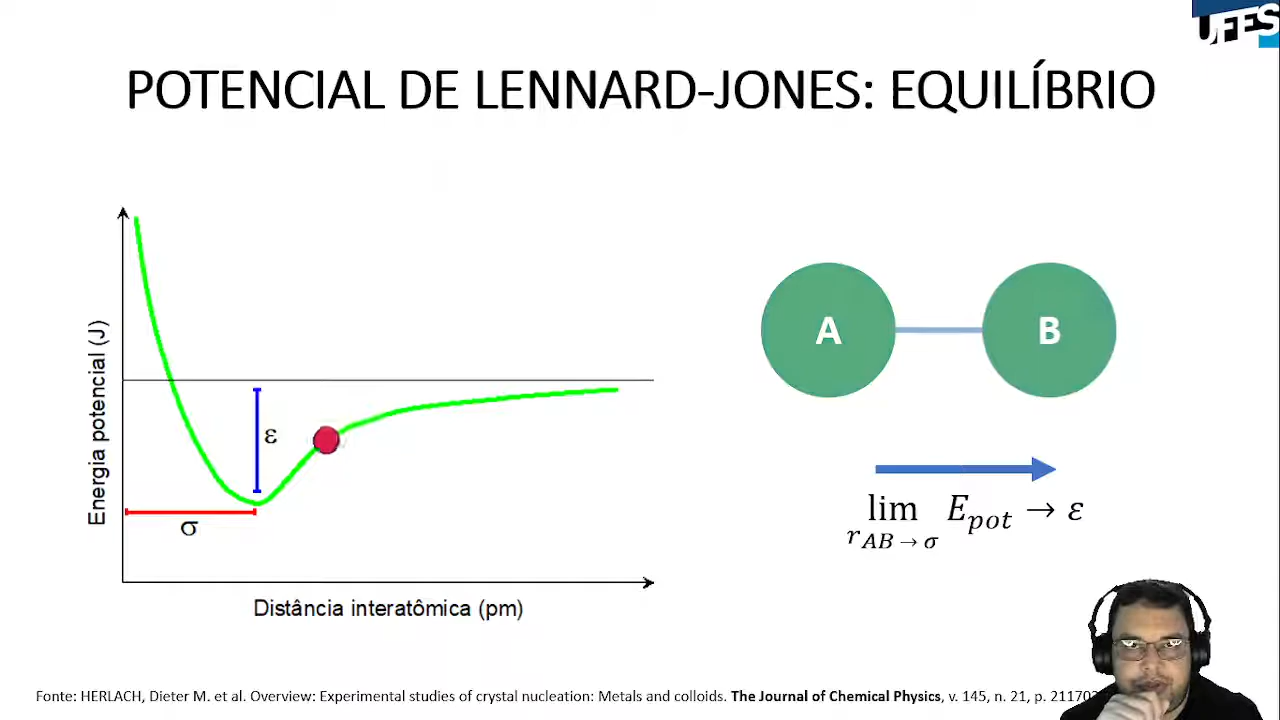 UFES
POTENCIAL DE LENNARD-JONES: EQUILÍBRIO
Energia potencial (J)
ε
σ
Distância interatômica (pm)
A
B
lim E_pot → ε
r_AB → σ
Fonte: HERLACH, Dieter M. et al. Overview: Experimental studies of crystal nucleation: Metals and colloids. The Journal of Chemical Physics, v. 145, n. 21, p.